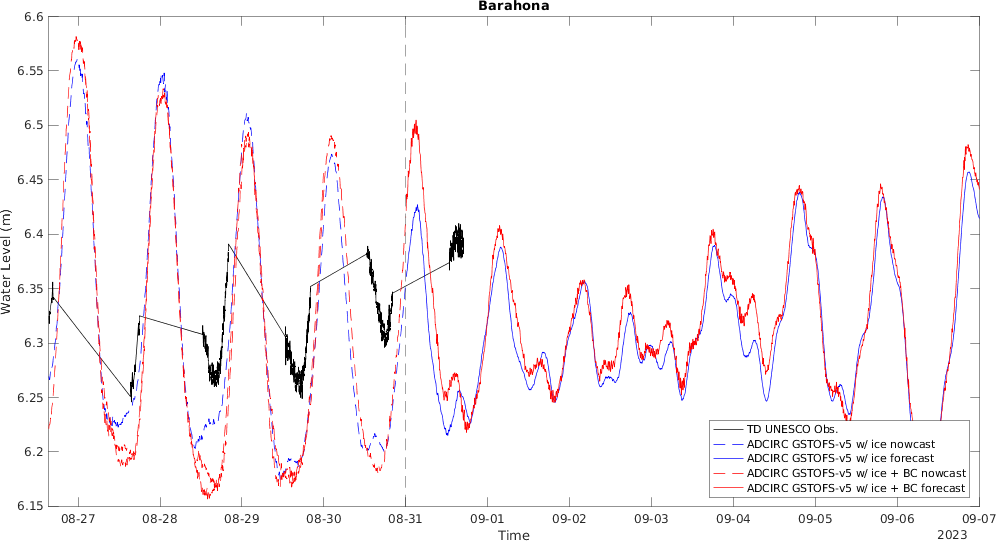 Barahona
6.6
6.55
6.5
6.45
6.4
6.35
6.3
6.25
6.2
6.15
Water Level (m)
08-27 08-28 08-29 08-30 08-31 09-01 09-02 09-03 09-04 09-05 09-06 09-07
Time
2023
TD UNESCO Obs.
ADCIRC GSTOFS-v5 w/ ice nowcast
ADCIRC GSTOFS-v5 w/ ice forecast
ADCIRC GSTOFS-v5 w/ ice + BC nowcast
ADCIRC GSTOFS-v5 w/ ice + BC forecast